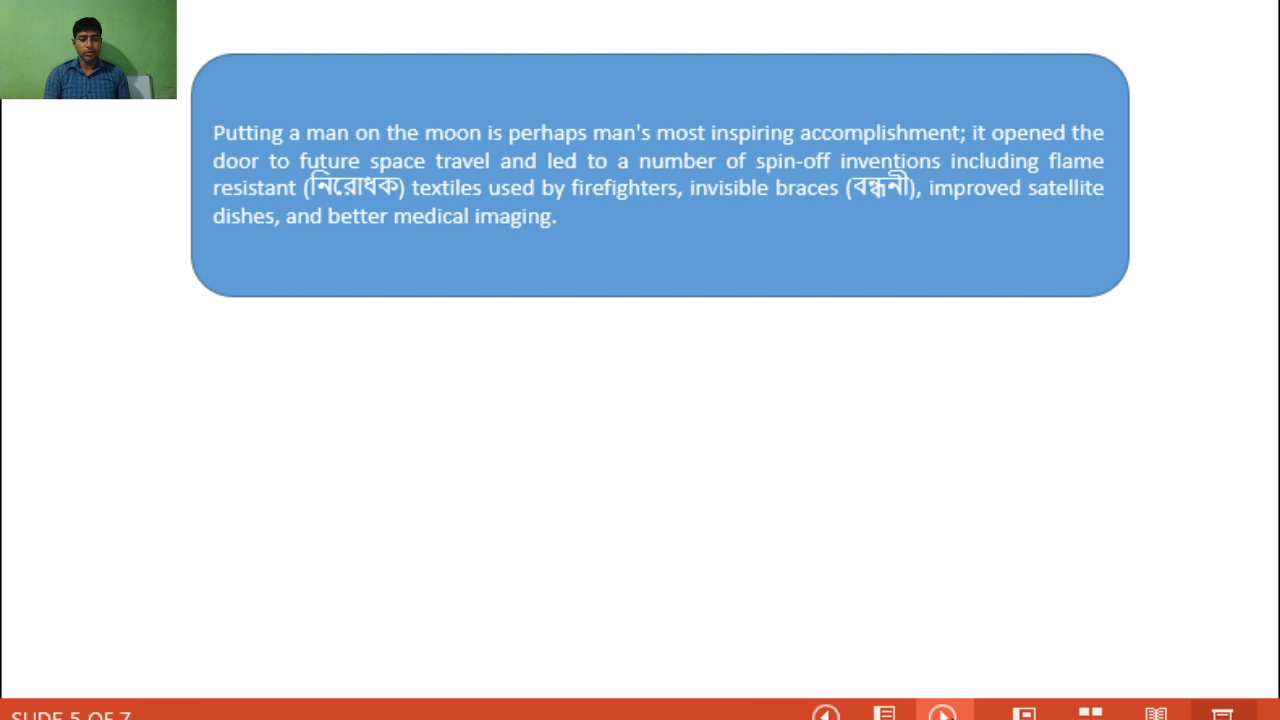 Putting a man on the moon is perhaps man's most inspiring accomplishment; it opened the
door to future space travel and led to a number of spin-off inventions including flame
resistant (নিরোধক) textiles used by firefighters, invisible braces (বন্ধনী), improved satellite
dishes, and better medical imaging.
SLIDE 5 OF 7